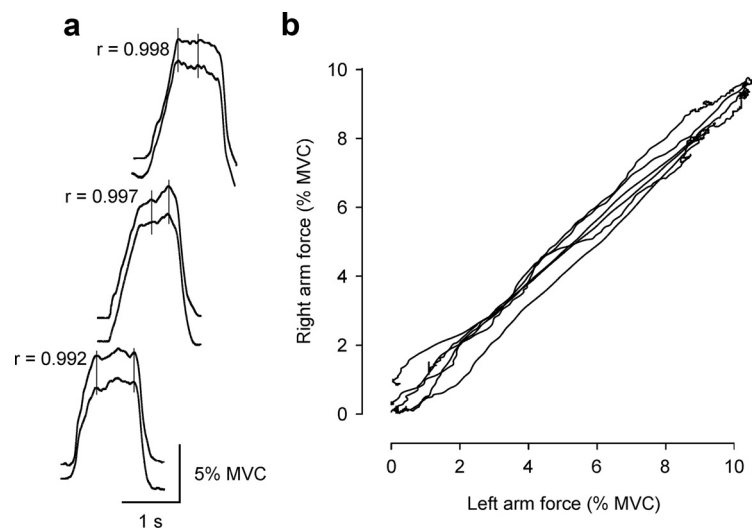 a
r = 0.998
r = 0.997
r = 0.992
5% MVC
1 s
b
10
8
6
4
2
0
Right arm force (% MVC)
0 2 4 6 8 10
Left arm force (% MVC)